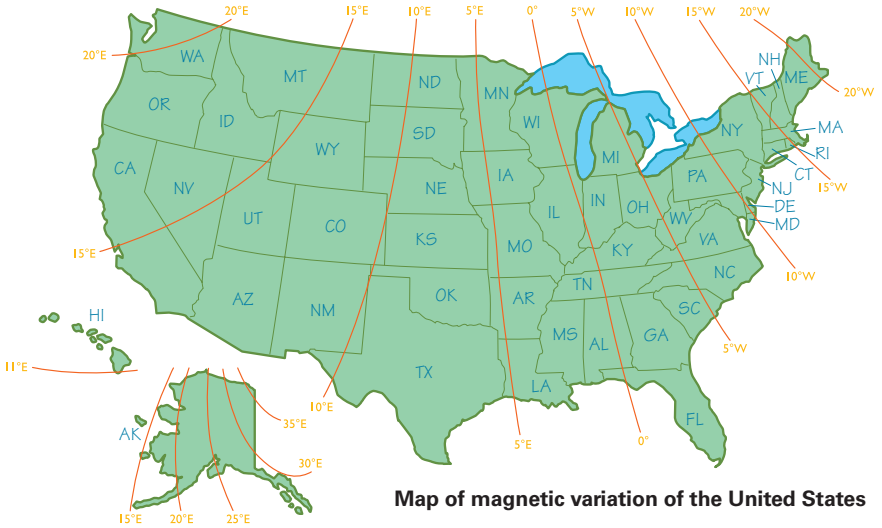 20°E
15°E
10°E
5°E
0°
5°W
10°W
15°W
20°W
20°E
WA
MT
ND
MN
NH
VT
ME
20°W
OR
ID
SD
WI
MI
NY
MA
RI
CT
15°W
CA
NV
WY
NE
IA
PA
NJ
DE
MD
UT
CO
KS
IL
IN
OH
WV
VA
15°E
MO
KY
10°W
AZ
NM
OK
AR
TN
NC
HI
MS
AL
GA
SC
5°W
11°E
TX
LA
FL
10°E
5°E
0°
AK
35°E
30°E
15°E
20°E
25°E
Map of magnetic variation of the United States